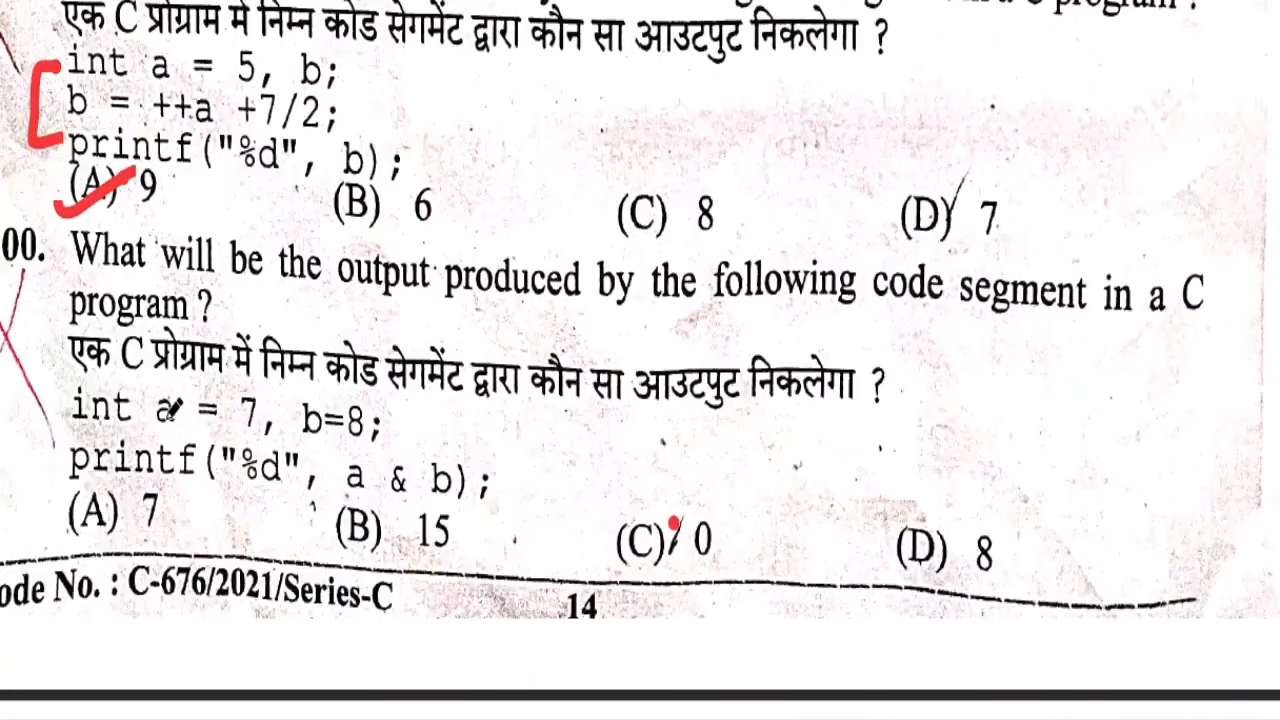 program ?
एक C प्रोग्राम में निम्न कोड सेगमेंट द्वारा कौन सा आउटपुट निकलेगा ?
int a = 5, b;
b = ++a +7/2;
printf("%d", b);
(A) 9 (B) 6 (C) 8 (D) 7
00. What will be the output produced by the following code segment in a C
program ?
एक C प्रोग्राम में निम्न कोड सेगमेंट द्वारा कौन सा आउटपुट निकलेगा ?
int a = 7, b=8;
printf("%d", a & b);
(A) 7 (B) 15 (C) 0 (D) 8
ode No. : C-676/2021/Series-C 14